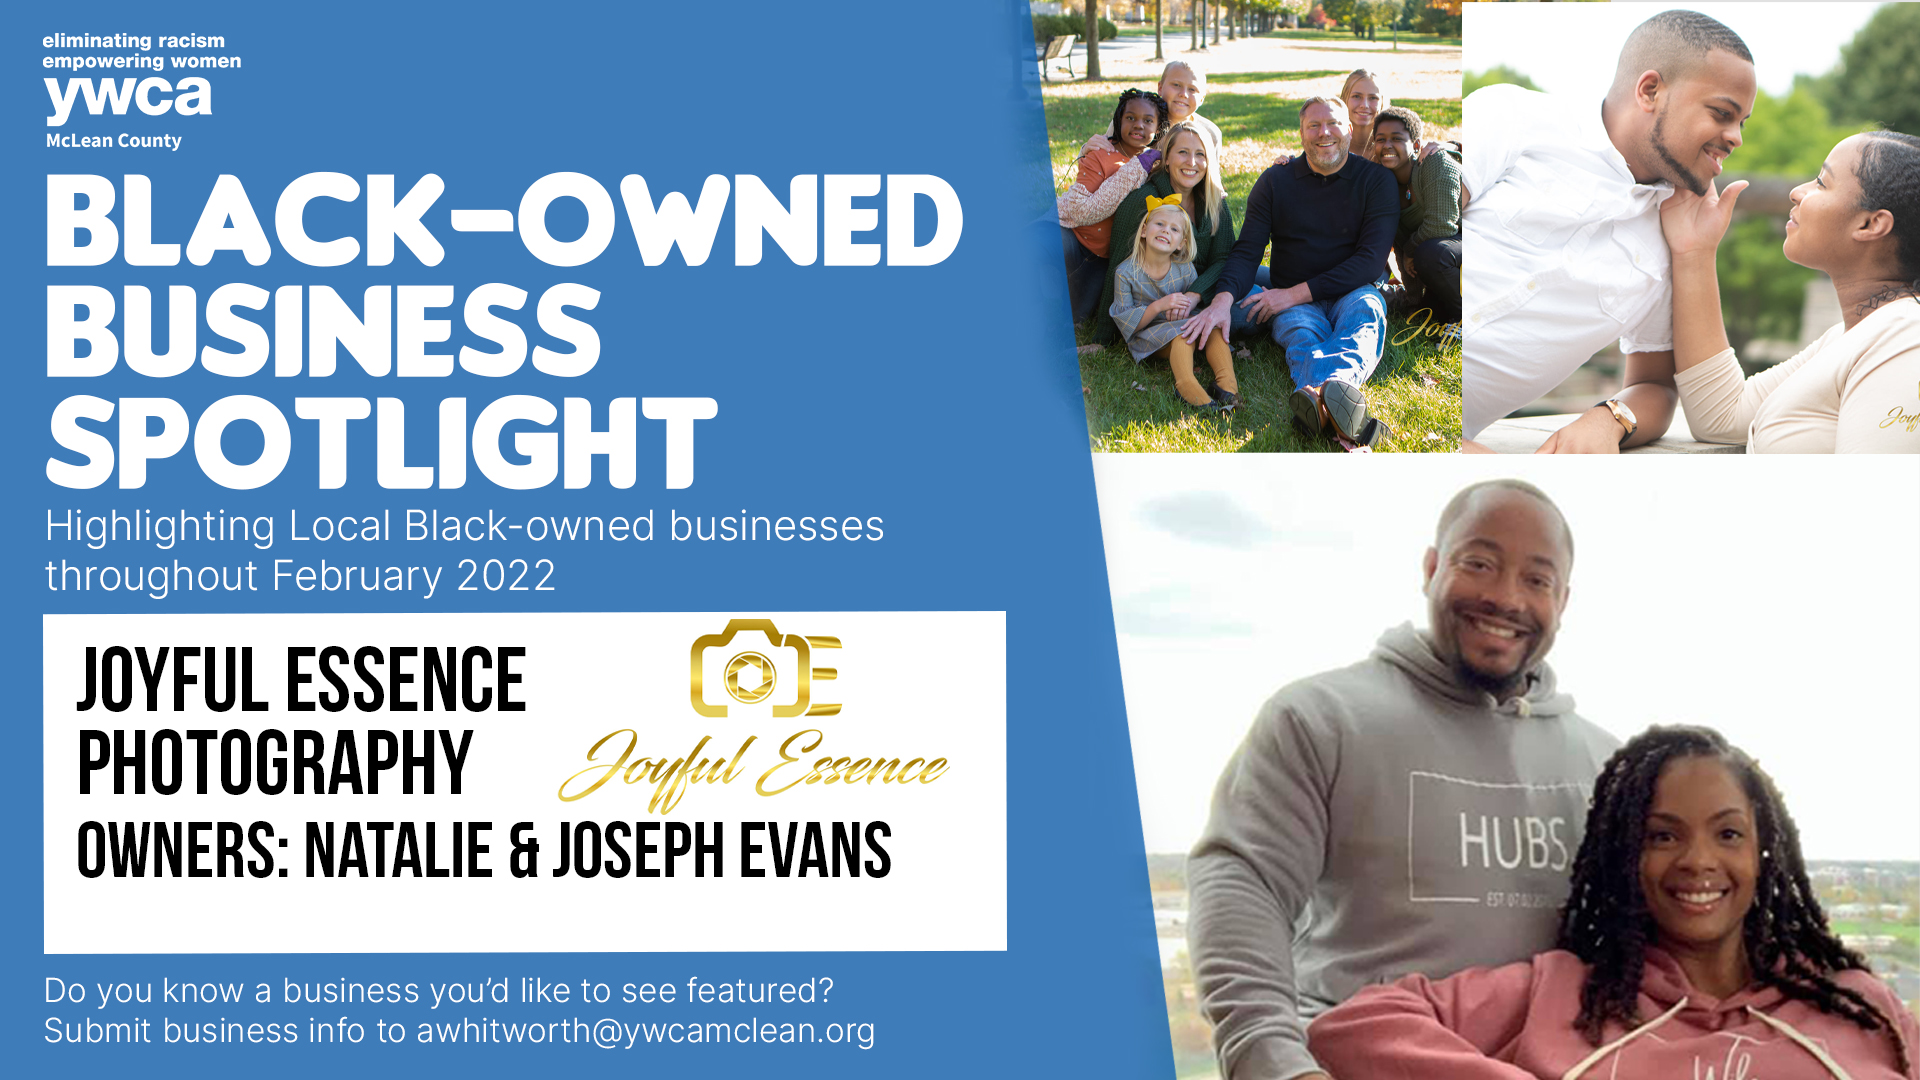 eliminating racism
empowering women
ywca
McLean County
BLACK-OWNED
BUSINESS
SPOTLIGHT
Highlighting Local Black-owned businesses
throughout February 2022
JOYFUL ESSENCE
PHOTOGRAPHY
Joyful Essence
OWNERS: NATALIE & JOSEPH EVANS
Do you know a business you'd like to see featured?
Submit business info to awhitworth@ywcamclean.org
HUBS